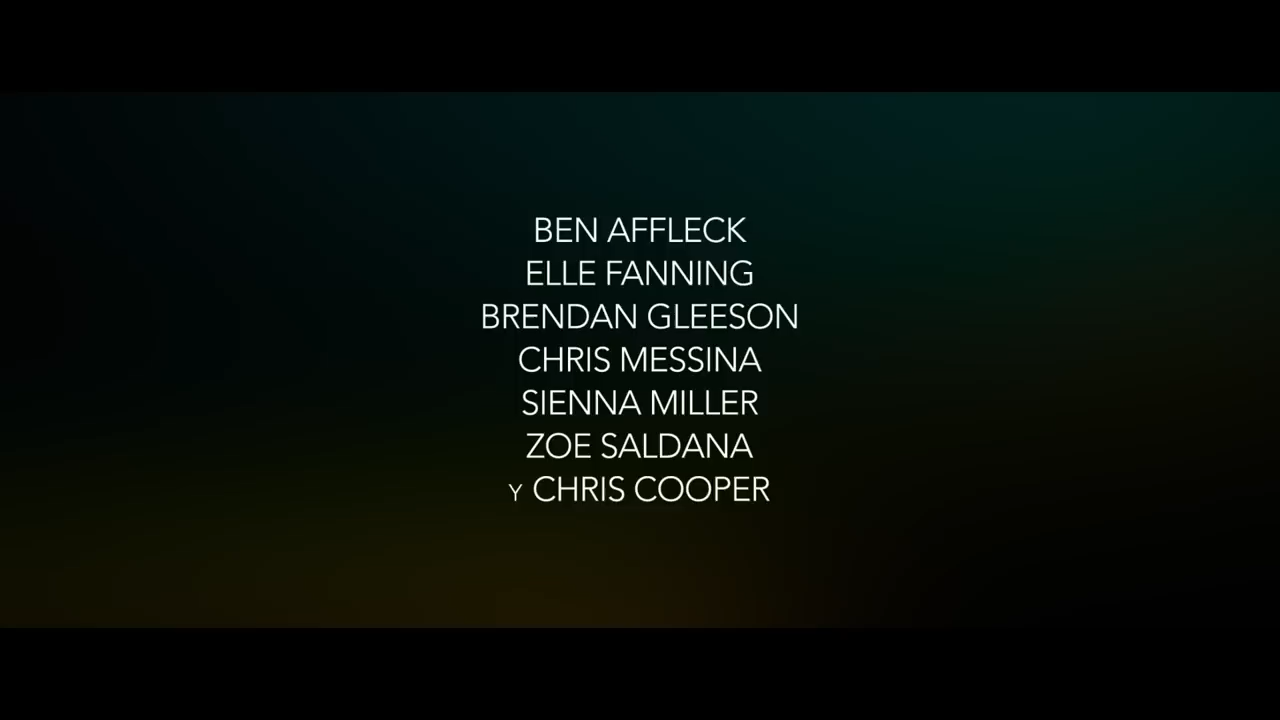 BEN AFFLECK
ELLE FANNING
BRENDAN GLEESON
CHRIS MESSINA
SIENNA MILLER
ZOE SALDANA
Y CHRIS COOPER